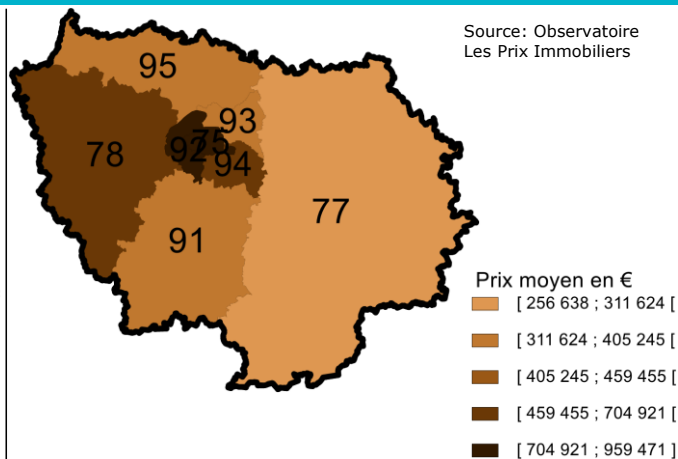 Source: Observatoire
Les Prix Immobiliers
95
93
92
75
78
94
77
91
Prix moyen en €
[ 256 638 ; 311 624 [
[ 311 624 ; 405 245 [
[ 405 245 ; 459 455 [
[ 459 455 ; 704 921 [
[ 704 921 ; 959 471 ]